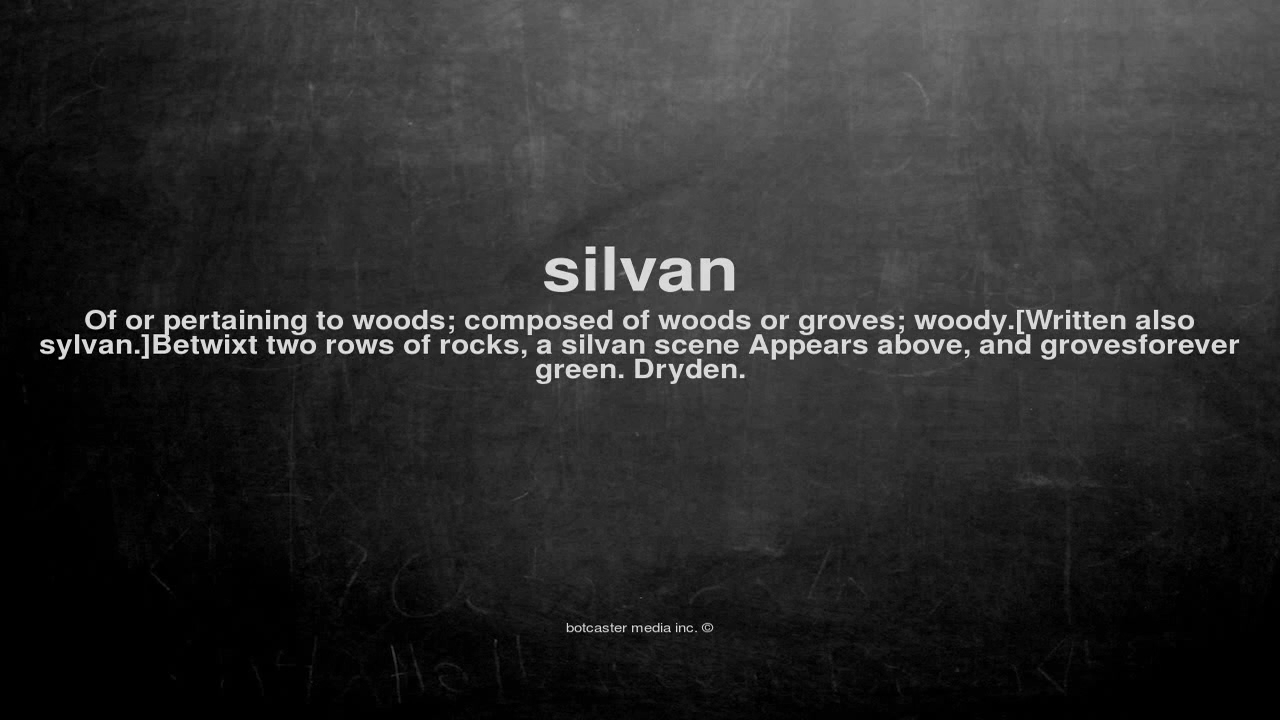 silvan
Of or pertaining to woods; composed of woods or groves; woody.[Written also
sylvan.]Betwixt two rows of rocks, a silvan scene Appears above, and grovesforever
green. Dryden.
botcaster media inc. ©